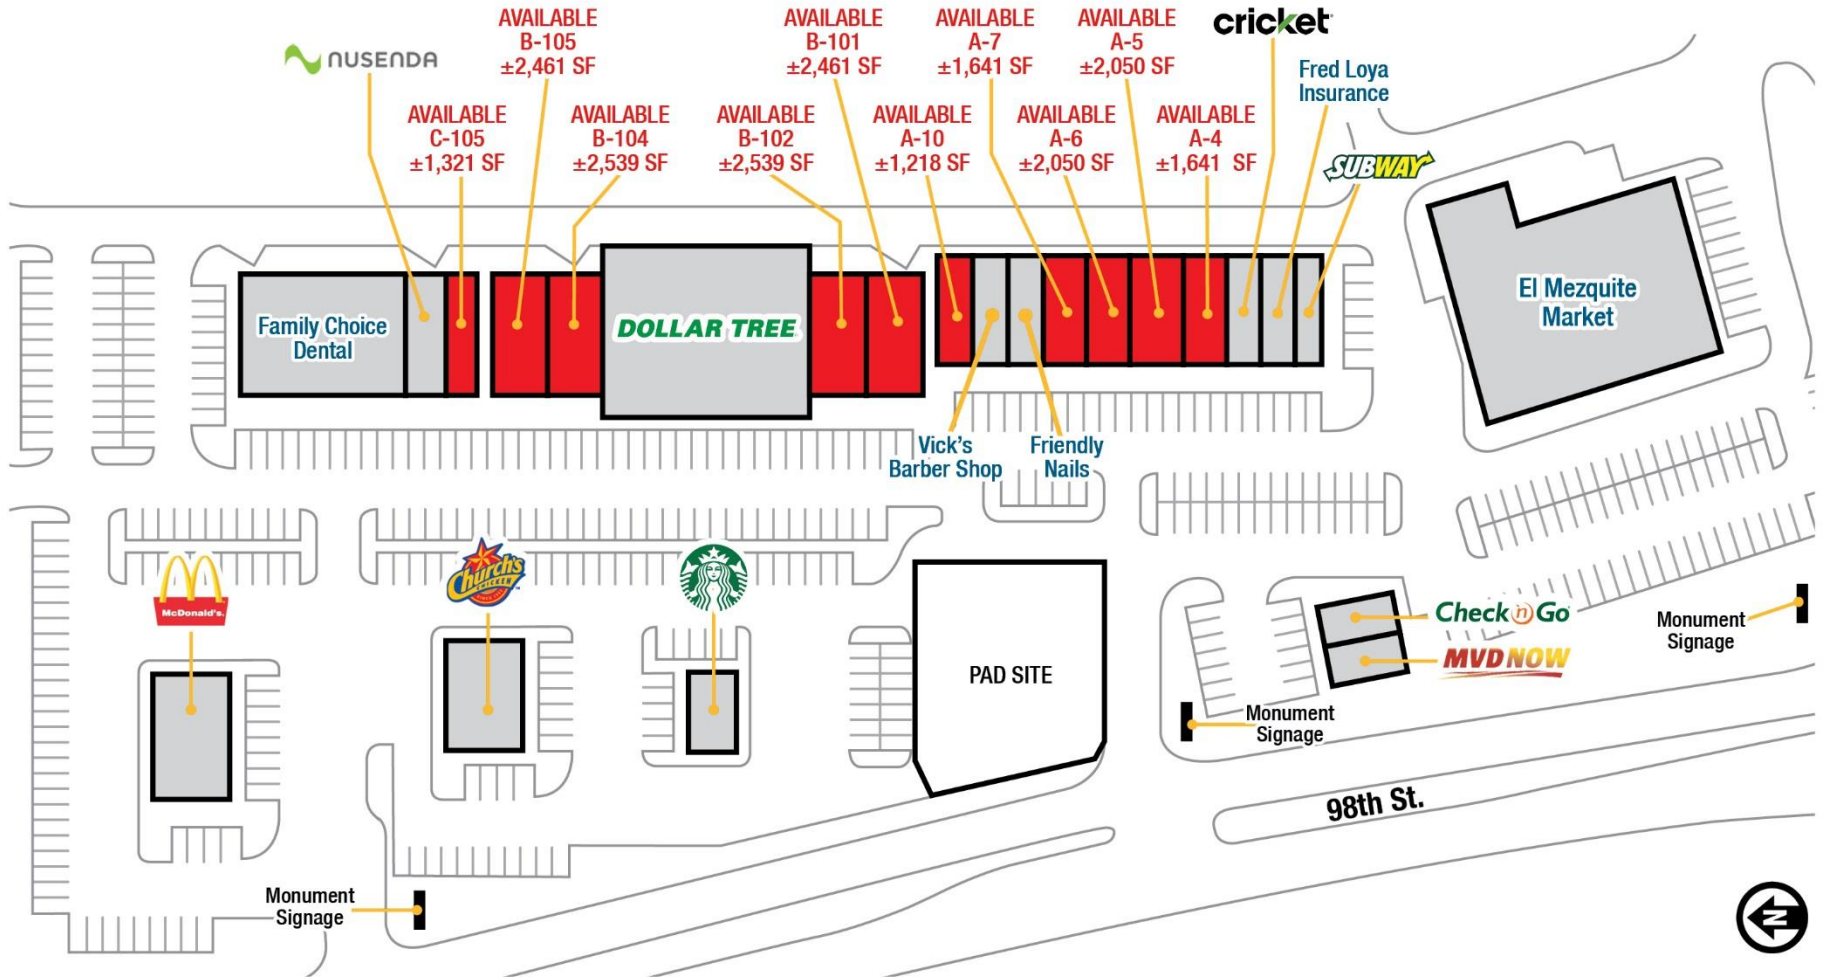 NUSENDA
AVAILABLE
B-105
±2,461 SF
AVAILABLE
B-101
±2,461 SF
AVAILABLE
A-7
±1,641 SF
AVAILABLE
A-5
±2,050 SF
cricket
Fred Loya
Insurance
AVAILABLE
C-105
±1,321 SF
AVAILABLE
B-104
±2,539 SF
AVAILABLE
B-102
±2,539 SF
AVAILABLE
A-10
±1,218 SF
AVAILABLE
A-6
±2,050 SF
AVAILABLE
A-4
±1,641 SF
SUBWAY
Family Choice
Dental
DOLLAR TREE
El Mezquite
Market
Vick's
Barber Shop
Friendly
Nails
McDonald's
Church's
CHICKEN
PAD SITE
Check n Go
MVD NOW
Monument
Signage
Monument
Signage
98th St.
Monument
Signage
N